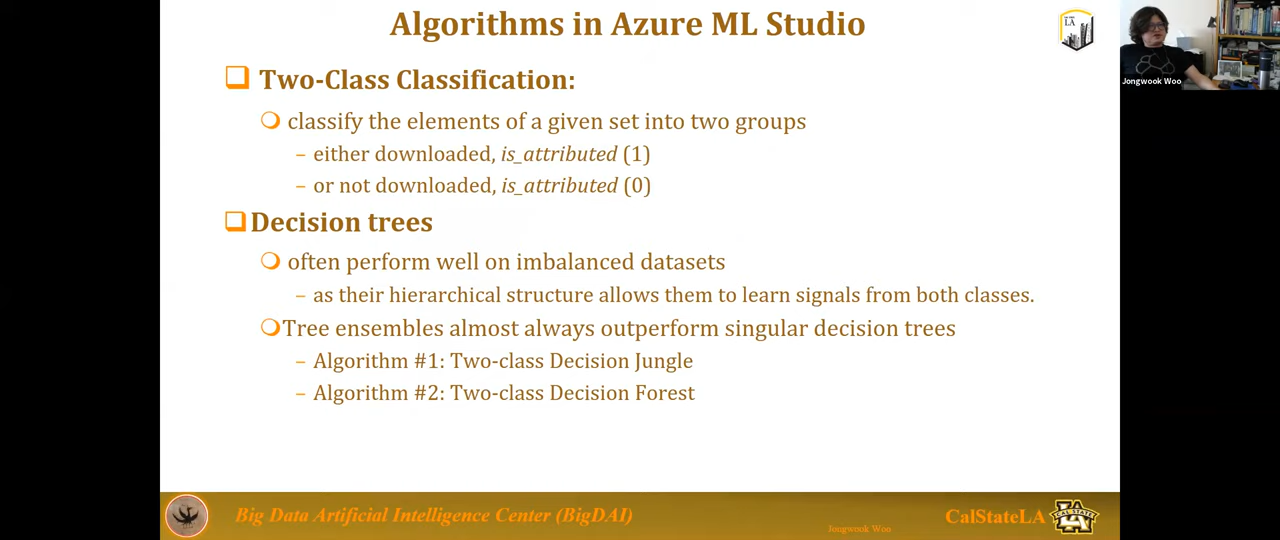 Algorithms in Azure ML Studio
LA
Jongwook Woo
Two-Class Classification:
classify the elements of a given set into two groups
– either downloaded, is_attributed (1)
– or not downloaded, is_attributed (0)
Decision trees
often perform well on imbalanced datasets
– as their hierarchical structure allows them to learn signals from both classes.
Tree ensembles almost always outperform singular decision trees
– Algorithm #1: Two-class Decision Jungle
– Algorithm #2: Two-class Decision Forest
Big Data Artificial Intelligence Center (BigDAI)
Jongwook Woo
CalStateLA
CAL STATE
LA